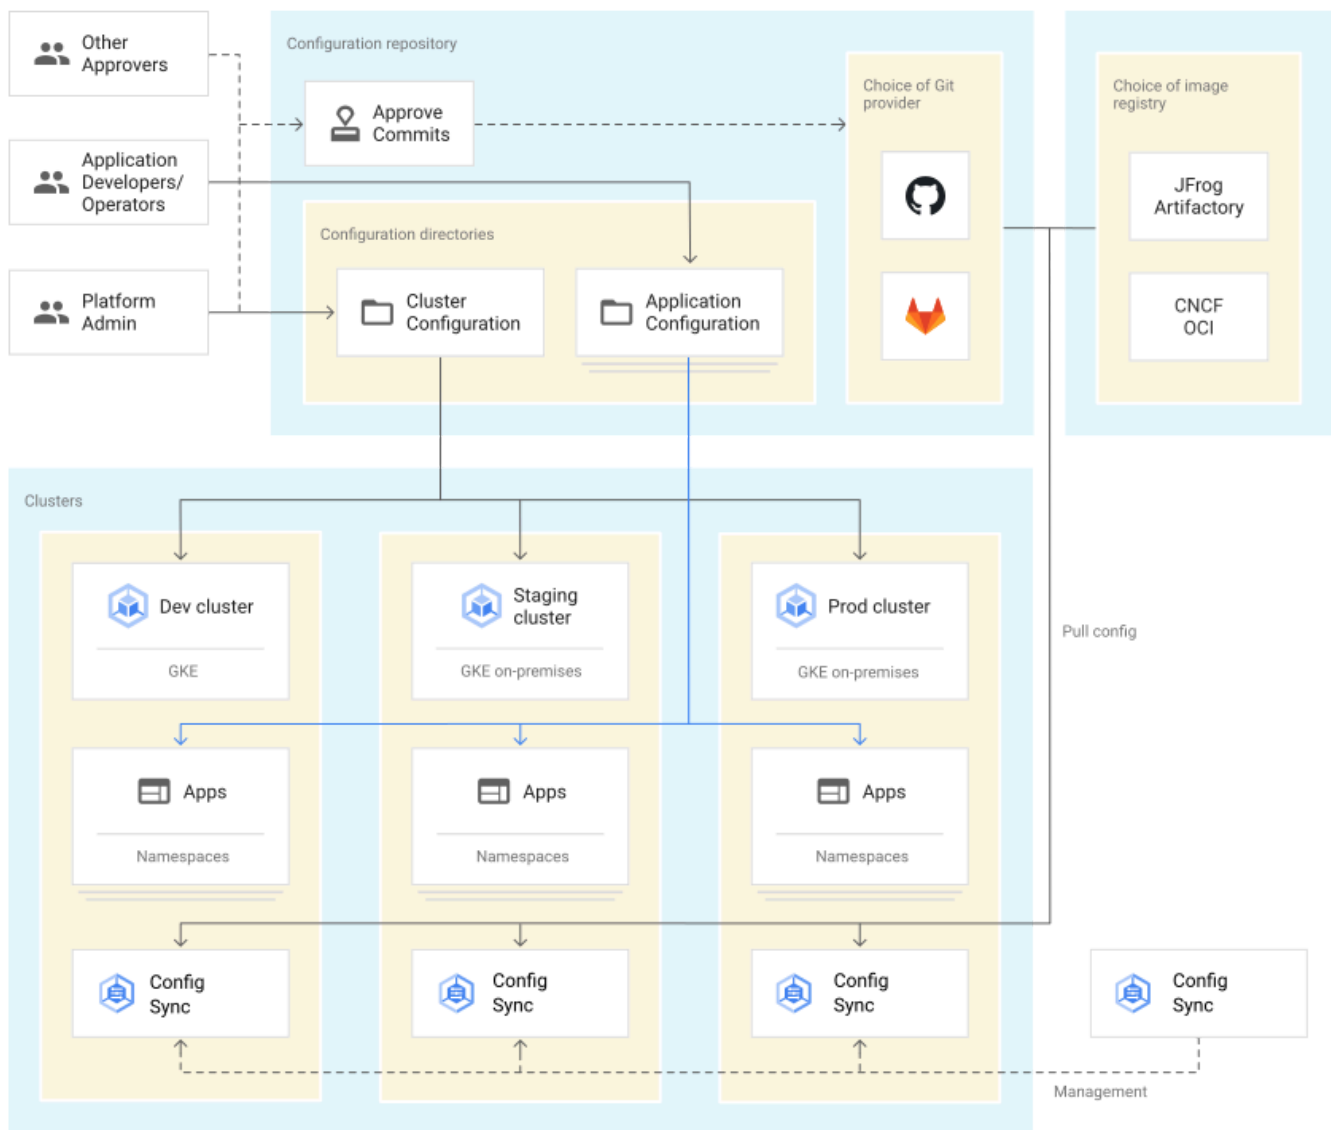 Other
Approvers
Application
Developers/
Operators
Platform
Admin
Configuration repository
Approve
Commits
Configuration directories
Cluster
Configuration
Application
Configuration
Choice of Git
provider
Choice of image
registry
JFrog
Artifactory
CNCF
OCI
Clusters
Dev cluster
GKE
Staging
cluster
GKE on-premises
Prod cluster
GKE on-premises
Pull config
Apps
Namespaces
Apps
Namespaces
Apps
Namespaces
Config
Sync
Config
Sync
Config
Sync
Config
Sync
Management